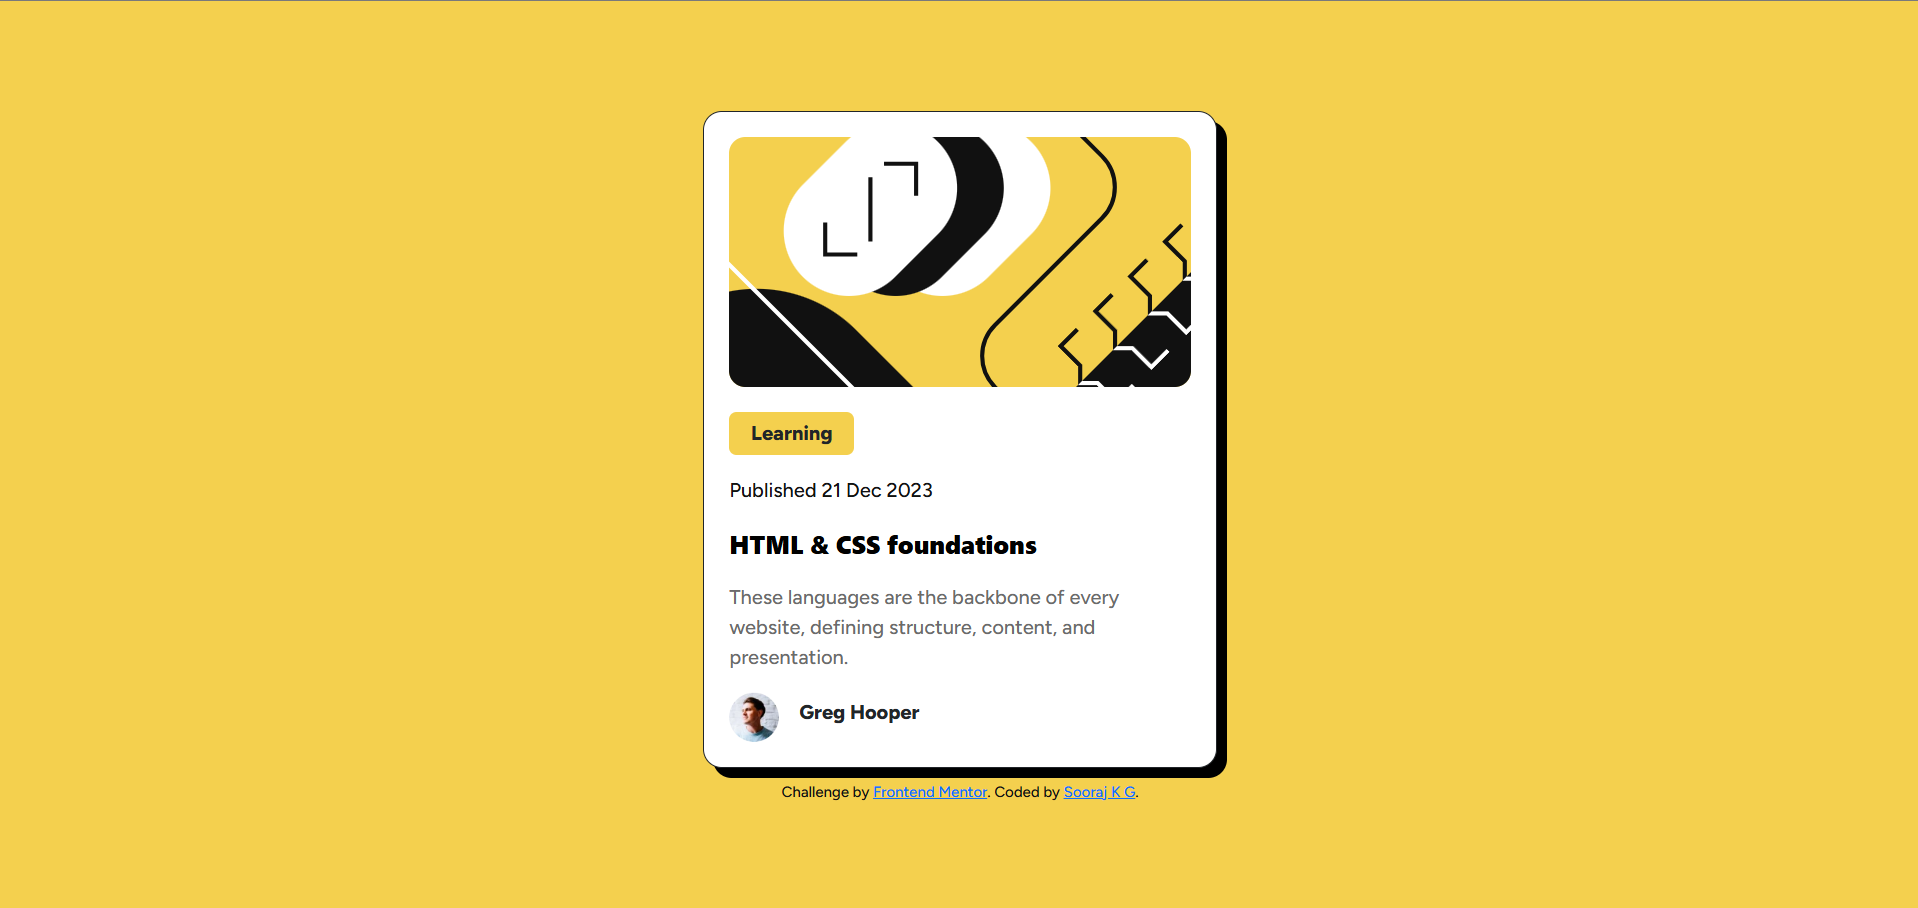 Learning
Published 21 Dec 2023
HTML & CSS foundations
These languages are the backbone of every
website, defining structure, content, and
presentation.
Greg Hooper
Challenge by Frontend Mentor. Coded by Sooraj K G.